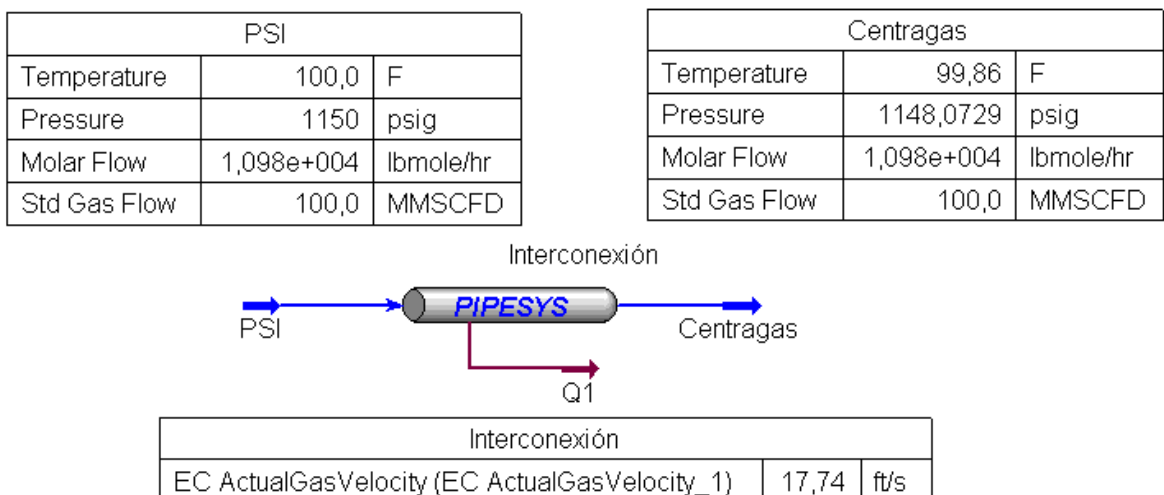 PSI
Temperature 100,0 F
Pressure 1150 psig
Molar Flow 1,098e+004 lbmole/hr
Std Gas Flow 100,0 MMSCFD
Centragas
Temperature 99,86 F
Pressure 1148,0729 psig
Molar Flow 1,098e+004 lbmole/hr
Std Gas Flow 100,0 MMSCFD
Interconexión
PIPESYS
PSI
Centragas
Q1
Interconexión
EC ActualGasVelocity (EC ActualGasVelocity_1) 17,74 ft/s